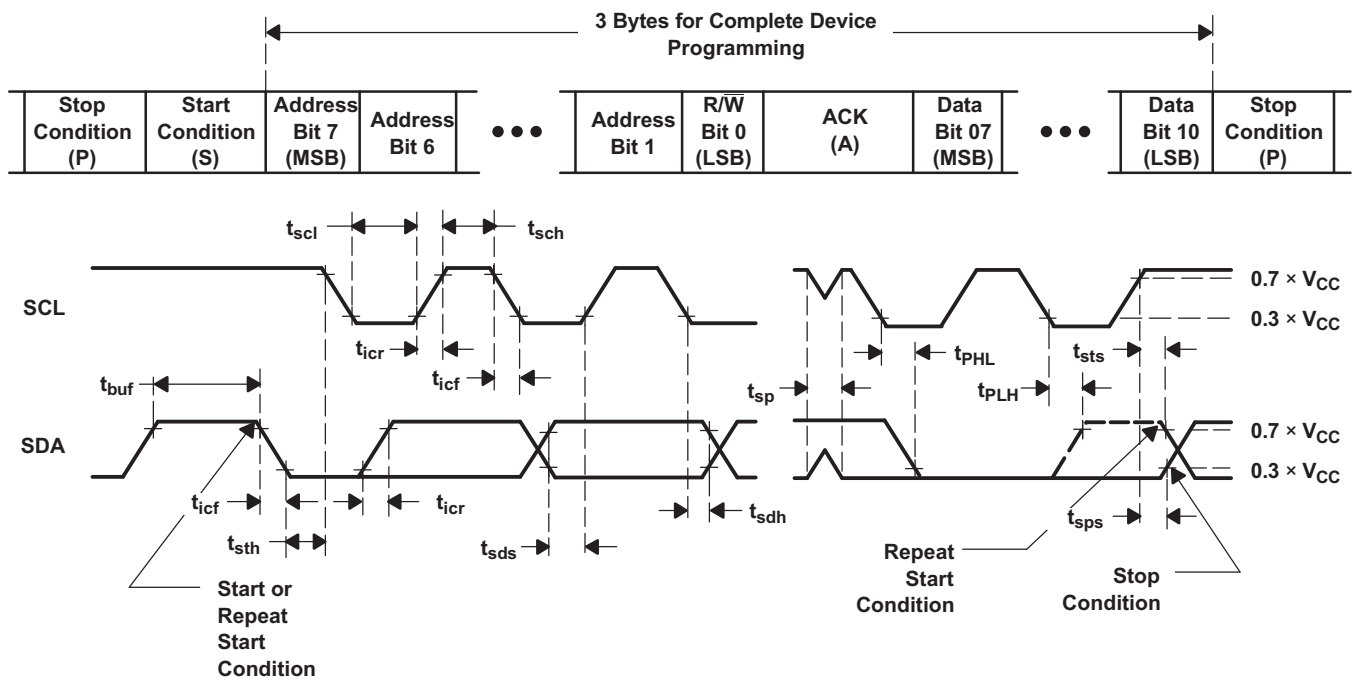 3 Bytes for Complete Device
Programming
Stop
Condition
(P)
Start
Condition
(S)
Address
Bit 7
(MSB)
Address
Bit 6
•••
Address
Bit 1
R/W̅
Bit 0
(LSB)
ACK
(A)
Data
Bit 07
(MSB)
•••
Data
Bit 10
(LSB)
Stop
Condition
(P)
tscl
tsch
SCL
0.7 × VCC
0.3 × VCC
ticr
ticf
tPHL
tsts
tbuf
tsp
tPLH
SDA
0.7 × VCC
0.3 × VCC
ticf
ticr
tsdh
tsth
tsds
tsps
Start or
Repeat
Start
Condition
Repeat
Start
Condition
Stop
Condition